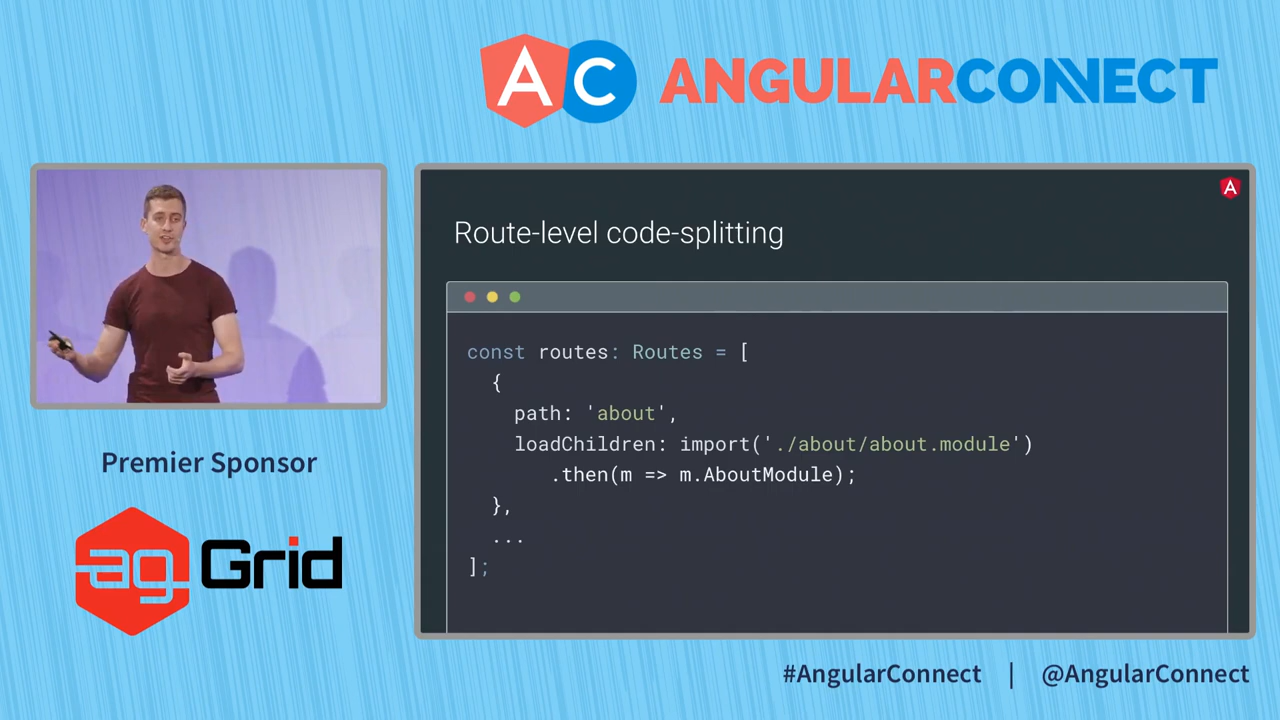 AC ANGULARCONNECT
A
Route-level code-splitting
const routes: Routes = [
{
path: 'about',
loadChildren: import('./about/about.module')
.then(m => m.AboutModule);
},
...
];
Premier Sponsor
ag Grid
#AngularConnect | @AngularConnect